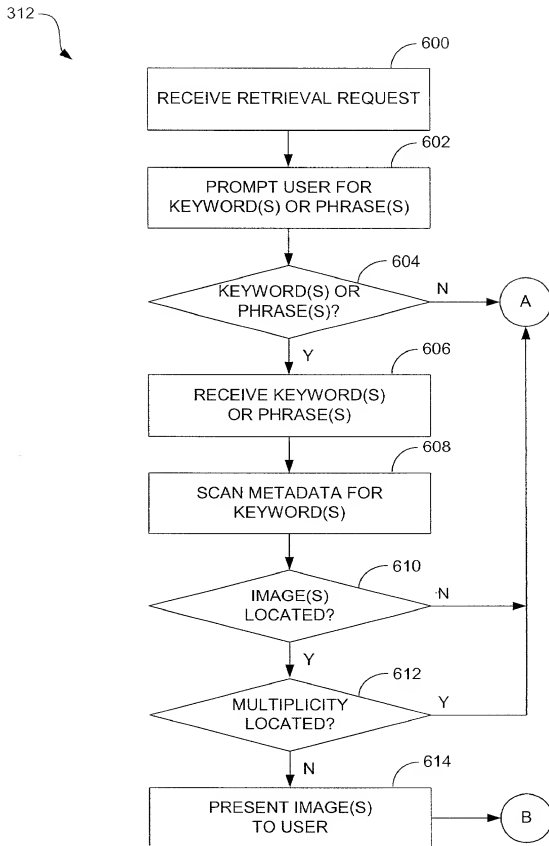 312
600
RECEIVE RETRIEVAL REQUEST
602
PROMPT USER FOR
KEYWORD(S) OR PHRASE(S)
604
KEYWORD(S) OR
PHRASE(S)?
N
A
Y
606
RECEIVE KEYWORD(S)
OR PHRASE(S)
608
SCAN METADATA FOR
KEYWORD(S)
610
IMAGE(S)
LOCATED?
N
Y
612
MULTIPLICITY
LOCATED?
Y
N
614
PRESENT IMAGE(S)
TO USER
B